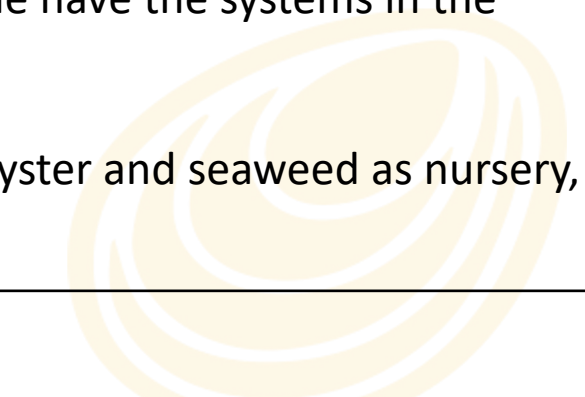 have the systems in the
yster and seaweed as nursery,